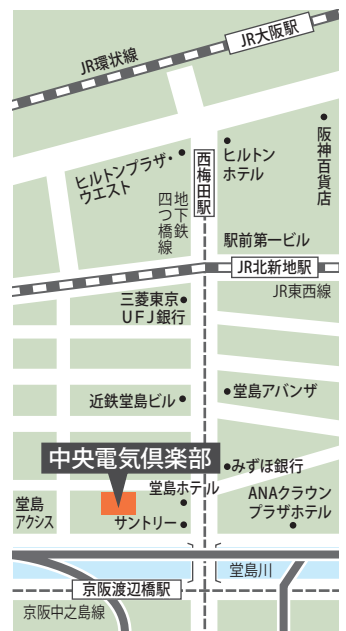 JR大阪駅
JR環状線
阪神百貨店
ヒルトンプラザ・
ウエスト
西梅田駅
ヒルトン
ホテル
地下鉄
四つ橋線
駅前第一ビル
JR北新地駅
JR東西線
三菱東京
UFJ銀行
近鉄堂島ビル
堂島アバンザ
中央電気倶楽部
みずほ銀行
堂島ホテル
ANAクラウン
プラザホテル
堂島
アクシス
サントリー
堂島川
京阪渡辺橋駅
京阪中之島線